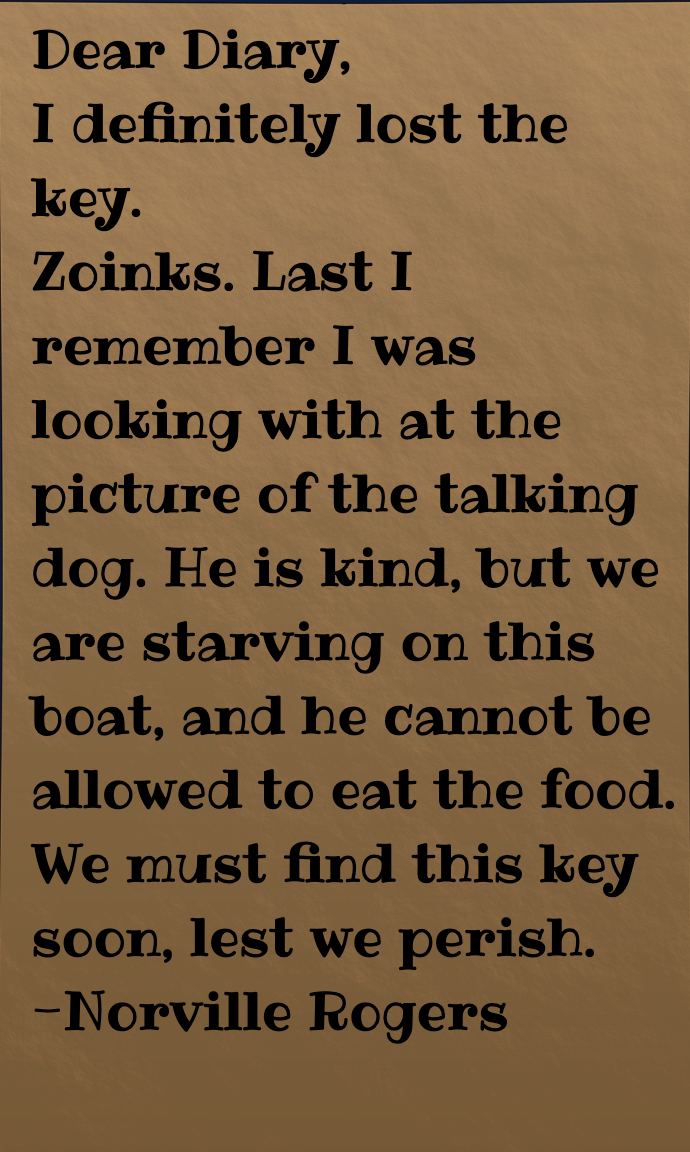 Dear Diary,
I definitely lost the
key.
Zoinks. Last I
remember I was
looking with at the
picture of the talking
dog. He is kind, but we
are starving on this
boat, and he cannot be
allowed to eat the food.
We must find this key
soon, lest we perish.
-Norville Rogers